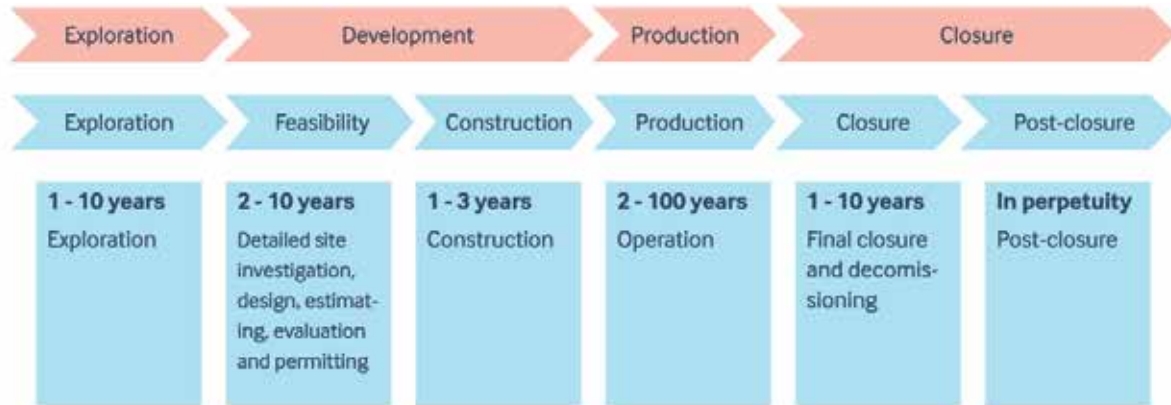 Exploration
Development
Production
Closure
Exploration
Feasibility
Construction
Production
Closure
Post-closure
1 - 10 years
Exploration
2 - 10 years
Detailed site
investigation,
design, estimat-
ing, evaluation
and permitting
1 - 3 years
Construction
2 - 100 years
Operation
1 - 10 years
Final closure
and decomis-
sioning
In perpetuity
Post-closure